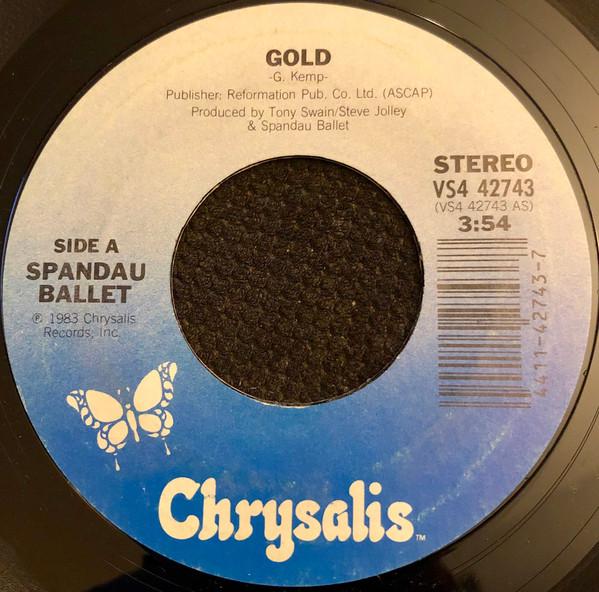 GOLD
-G. Kemp-
Publisher: Reformation Pub. Co. Ltd. (ASCAP)
Produced by Tony Swain/Steve Jolley
& Spandau Ballet
STEREO
VS4 42743
(VS4 42743 AS)
3:54
SIDE A
SPANDAU
BALLET
℗ 1983 Chrysalis
Records, Inc.
4411-42743-7
Chrysalis™